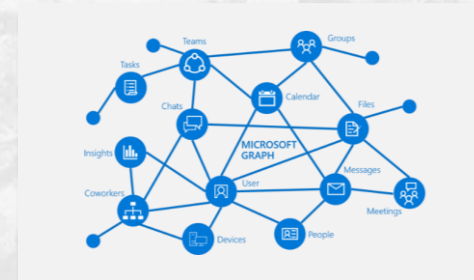 Groups
Teams
Tasks
Calendar
Chats
Files
MICROSOFT
GRAPH
Insights
Messages
User
Coworkers
Meetings
People
Devices